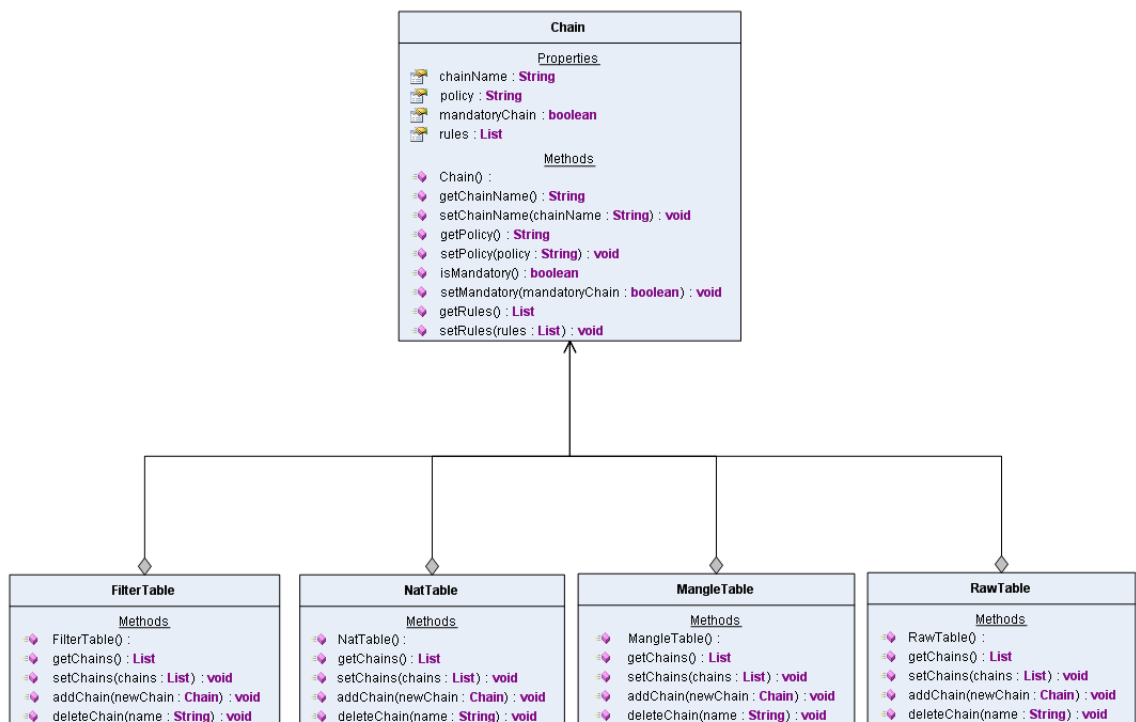 Chain
Properties
chainName : String
policy : String
mandatoryChain : boolean
rules : List
Methods
Chain() :
getChainName() : String
setChainName(chainName : String) : void
getPolicy() : String
setPolicy(policy : String) : void
isMandatory() : boolean
setMandatory(mandatoryChain : boolean) : void
getRules() : List
setRules(rules : List) : void
FilterTable
Methods
FilterTable() :
getChains() : List
setChains(chains : List) : void
addChain(newChain : Chain) : void
deleteChain(name : String) : void
NatTable
Methods
NatTable() :
getChains() : List
setChains(chains : List) : void
addChain(newChain : Chain) : void
deleteChain(name : String) : void
MangleTable
Methods
MangleTable() :
getChains() : List
setChains(chains : List) : void
addChain(newChain : Chain) : void
deleteChain(name : String) : void
RawTable
Methods
RawTable() :
getChains() : List
setChains(chains : List) : void
addChain(newChain : Chain) : void
deleteChain(name : String) : void